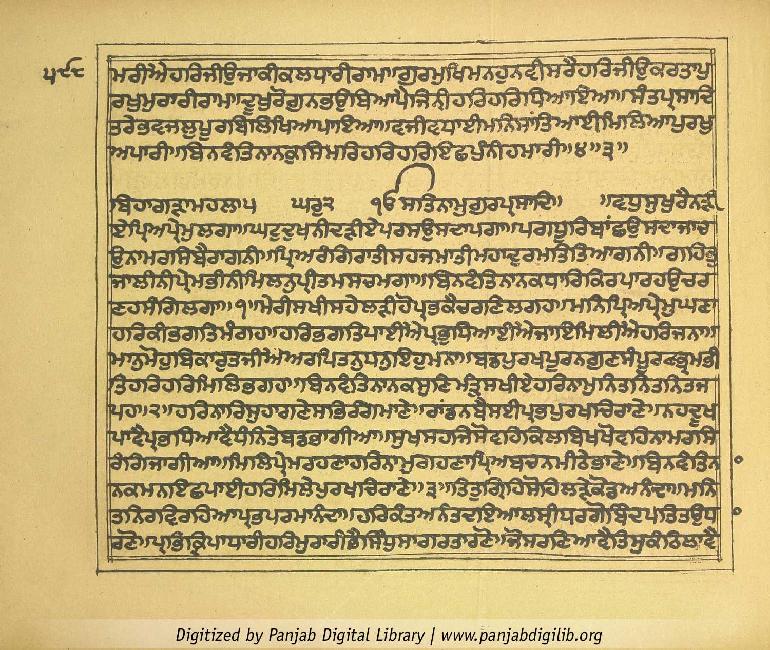 ਮਰੀਐਹਰਿਜੀਉਜਾਕੀਕਲਧਾਰੀਰਾਮ॥ਗੁਰਮੁਖਿਮਨਹੁਨਵੀਸਰੈਹਰਿਜੀਉਕਰਤਾਪੁ
ਰਖੁਮੁਰਾਰੀਰਾਮ॥ਦੂਖੁਰੋਗੁਨਭਉਬਿਆਪੈਜਿਨੀਹਰਿਹਰਿਧਿਆਇਆ॥ਸੰਤਪ੍ਰਸਾਦਿ
ਤਰੇਭਵਜਲੁਪੂਰਬਿਲਿਖਿਆਪਾਇਆ॥ਵਜੀਵਧਾਈਮਨਿਸਾਂਤਿਆਈਮਿਲਿਆਪੁਰਖੁ
ਅਪਾਰੀ॥ਬਿਨਵੰਤਿਨਾਨਕੁਸਿਮਰਿਹਰਿਹਰਿਇਛਪੁੰਨੀਹਮਾਰੀ॥੪॥੩॥
ਬਿਹਾਗੜਾਮਹਲਾ੫ ਘਰੁ੨ ੴਸਤਿਨਾਮੁਗੁਰਪ੍ਰਸਾਦਿ॥ ॥ਵਧੁਸੁਖੁਰੈਨੜੀ
ਏਪ੍ਰਿਅਪ੍ਰੇਮੁਲਗਾ॥ਘਟੁਦੁਖਨੀਦੜੀਏਪਰਸਉਸਦਾਪਗਾ॥ਪਗਧੂਰਿਬਾਂਛਉਸਦਾਜਾਚ
ਉਨਾਮਰਸਿਬੈਰਾਗਨੀ॥ਪ੍ਰਿਅਰੰਗਿਰਾਤੀਸਹਜਮਾਤੀਮਹਾਦੁਰਮਤਿਤਿਆਗਨੀ॥ਗਹਿਭੁ
ਜਾਲੀਨੀਪ੍ਰੇਮਭੀਨੀਮਿਲਨੁਪ੍ਰੀਤਮਸਚਮਗਾ॥ਬਿਨਵੰਤਿਨਾਨਕਧਾਰਿਕਿਰਪਾਰਹਉਚਰ
ਣਹਸੰਗਿਲਗਾ॥੧॥ਮੇਰੀਸਖੀਸਹੇਲੜੀਹੋਪ੍ਰਭਕੈਚਰਣਿਲਗਹ॥ਮਨਿਪ੍ਰਿਅਪ੍ਰੇਮੁਘਣਾ
ਹਰਿਕੀਭਗਤਿਮੰਗਹ॥ਹਰਿਭਗਤਿਪਾਈਐਪ੍ਰਭੁਧਿਆਈਐਜਾਇਮਿਲੀਐਹਰਿਜਨਾ॥
ਮਾਨੁਮੋਹੁਬਿਕਾਰੁਤਜੀਐਅਰਪਿਤਨੁਧਨੁਇਹੁਮਨਾ॥ਬਡਪੁਰਖਪੂਰਨਗੁਣਸੰਪੂਰਨਭ੍ਰਮਭੀ
ਤਿਹਰਿਹਰਿਮਿਲਿਭਗਹ॥ਬਿਨਵੰਤਿਨਾਨਕਸੁਣਿਮੰਤ੍ਰੁਸਖੀਏਹਰਿਨਾਮੁਨਿਤਨਿਤਨਿਤਜ
ਪਹ॥੨॥ਹਰਿਨਾਰਿਸੁਹਾਗਣੇਸਭਿਰੰਗਮਾਣੇ॥ਰਾਂਡਨਬੈਸਈਪ੍ਰਭਪੁਰਖਚਿਰਾਣੇ॥ਨਹਦੂਖ
ਪਾਵੈਪ੍ਰਭਧਿਆਵੈਧੰਨਿਤੇਬਡਭਾਗੀਆ॥ਸੁਖਸਹਜਿਸੋਵਹਿਕਿਲਬਿਖਖੋਵਹਿਨਾਮਰਸਿ
ਰੰਗਿਜਾਗੀਆ॥ਮਿਲਿਪ੍ਰੇਮਰਹਣਾਹਰਿਨਾਮੁਗਹਣਾਪ੍ਰਿਅਬਚਨਮੀਠੇਭਾਣੇ॥ਬਿਨਵੰਤਿਨਾ
ਨਕਮਨਇਛਪਾਈਹਰਿਮਿਲੇਪੁਰਖਚਿਰਾਣੇ॥੩॥ਤਿਤੁਗ੍ਰਿਹਿਸੋਹਿਲੜੇਕੋਡਅਨੰਦਾ॥ਮਨਿ
ਤਨਿਰਵਿਰਹਿਆਪ੍ਰਭਪਰਮਾਨੰਦਾ॥ਹਰਿਕੰਤਅਨੰਤਦਇਆਲਸ੍ਰੀਧਰਗੋਬਿੰਦਪਤਿਤਉਧਾ
ਰਣੋ॥ਪ੍ਰਭਿਕ੍ਰਿਪਾਧਾਰੀਹਰਿਮੁਰਾਰੀਭੈਸਿੰਧੁਸਾਗਰਤਾਰਣੋ॥ਜੋਸਰਣਿਆਵੈਤਿਸੁਕੰਠਿਲਾਵੈ
Digitized by Panjab Digital Library | www.panjabdigilib.org